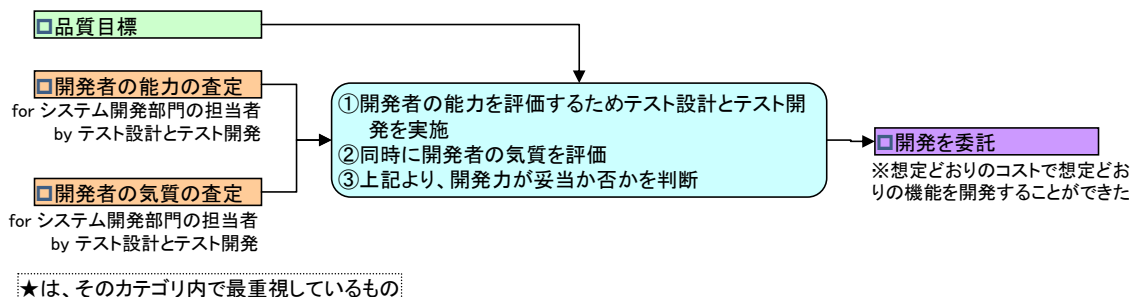 □品質目標
□開発者の能力の査定
for システム開発部門の担当者
by テスト設計とテスト開発
①開発者の能力を評価するためテスト設計とテスト開
発を実施
②同時に開発者の気質を評価
③上記より、開発力が妥当か否かを判断
□開発を委託
※想定どおりのコストで想定どお
りの機能を開発することができた
□開発者の気質の査定
for システム開発部門の担当者
by テスト設計とテスト開発
★は、そのカテゴリ内で最重視しているもの